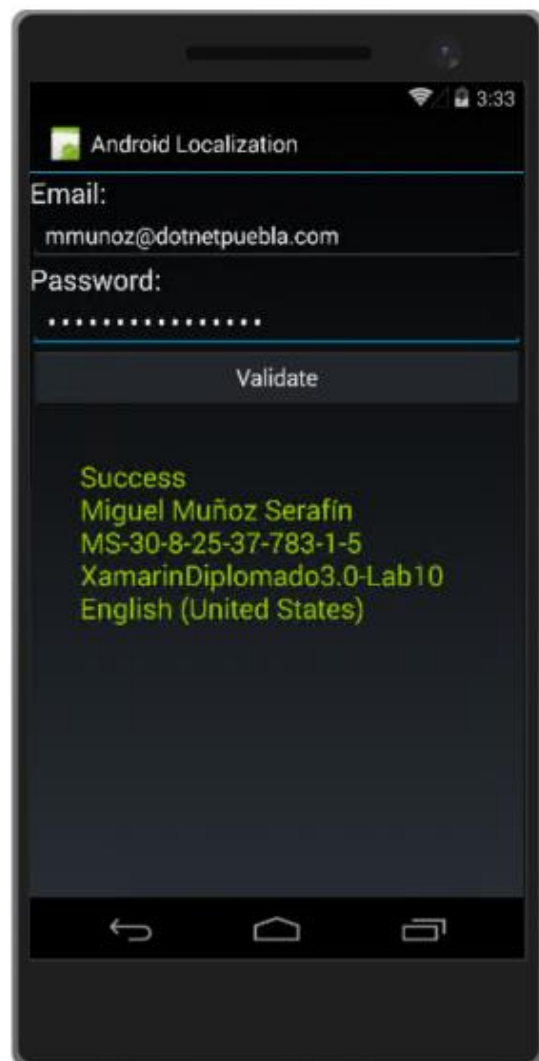 3:33
Android Localization
Email:
mmunoz@dotnetpuebla.com
Password:
••••••••••••••••
Validate
Success
Miguel Muñoz Serafín
MS-30-8-25-37-783-1-5
XamarinDiplomado3.0-Lab10
English (United States)